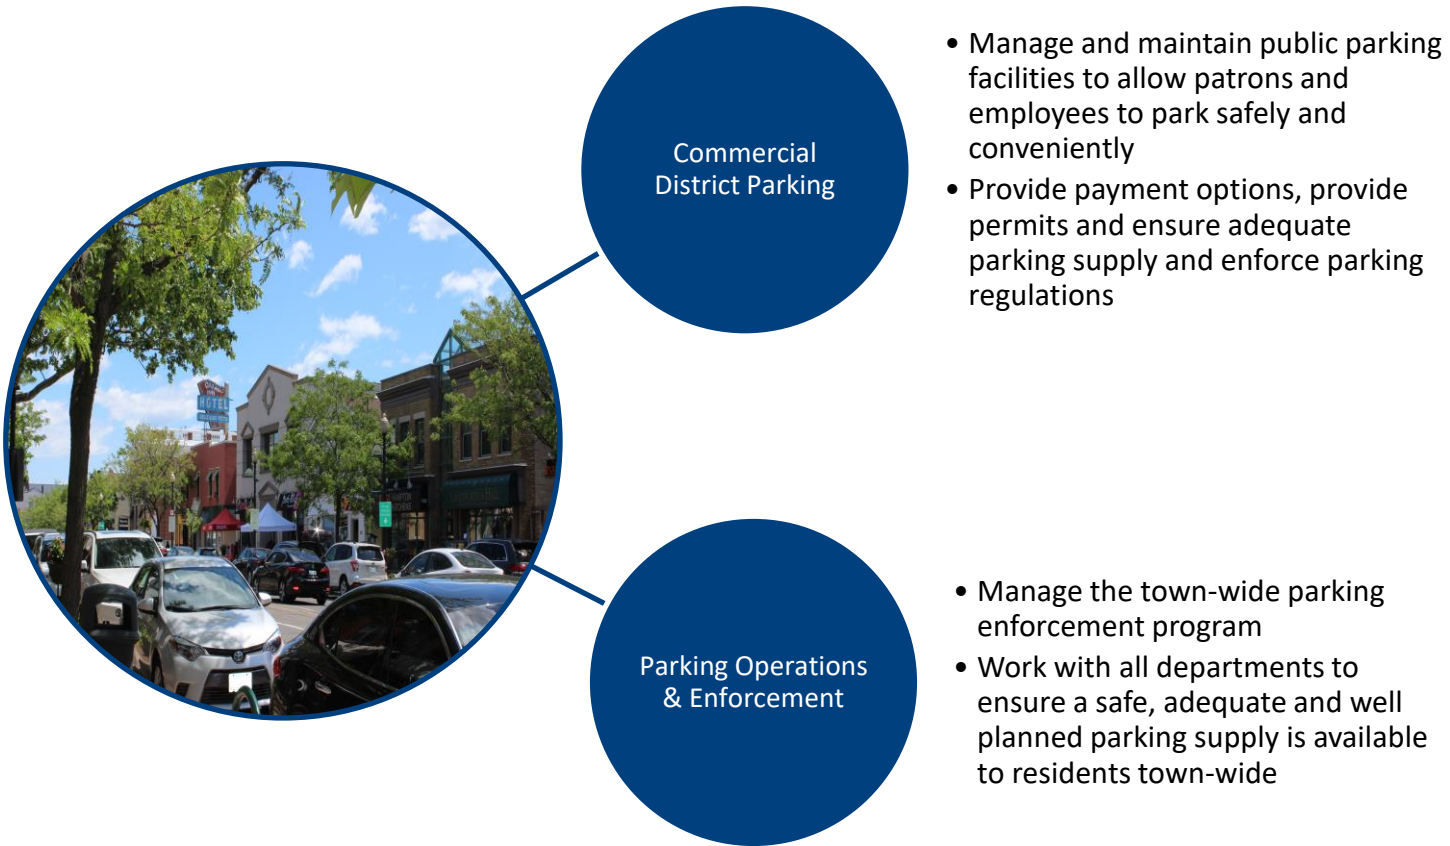 Commercial
District Parking
• Manage and maintain public parking
facilities to allow patrons and
employees to park safely and
conveniently
• Provide payment options, provide
permits and ensure adequate
parking supply and enforce parking
regulations
HOTEL
Parking Operations
& Enforcement
• Manage the town-wide parking
enforcement program
• Work with all departments to
ensure a safe, adequate and well
planned parking supply is available
to residents town-wide